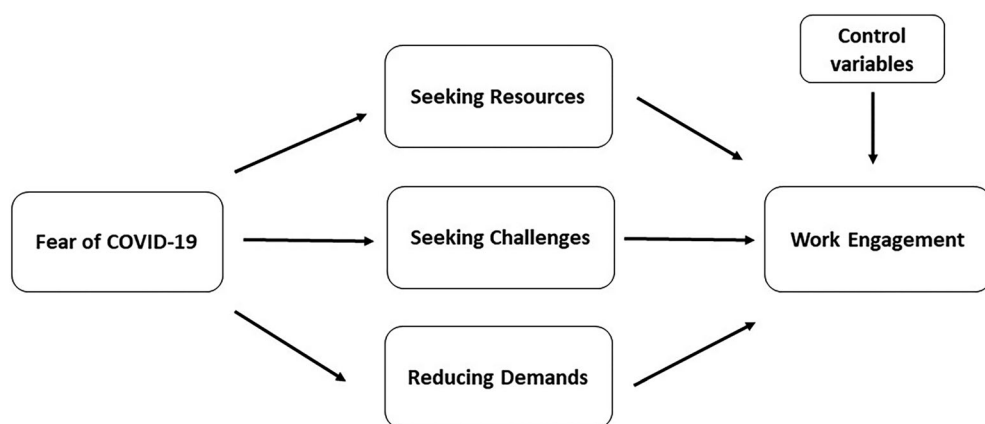 Control
variables
Seeking Resources
Fear of COVID-19
Seeking Challenges
Work Engagement
Reducing Demands